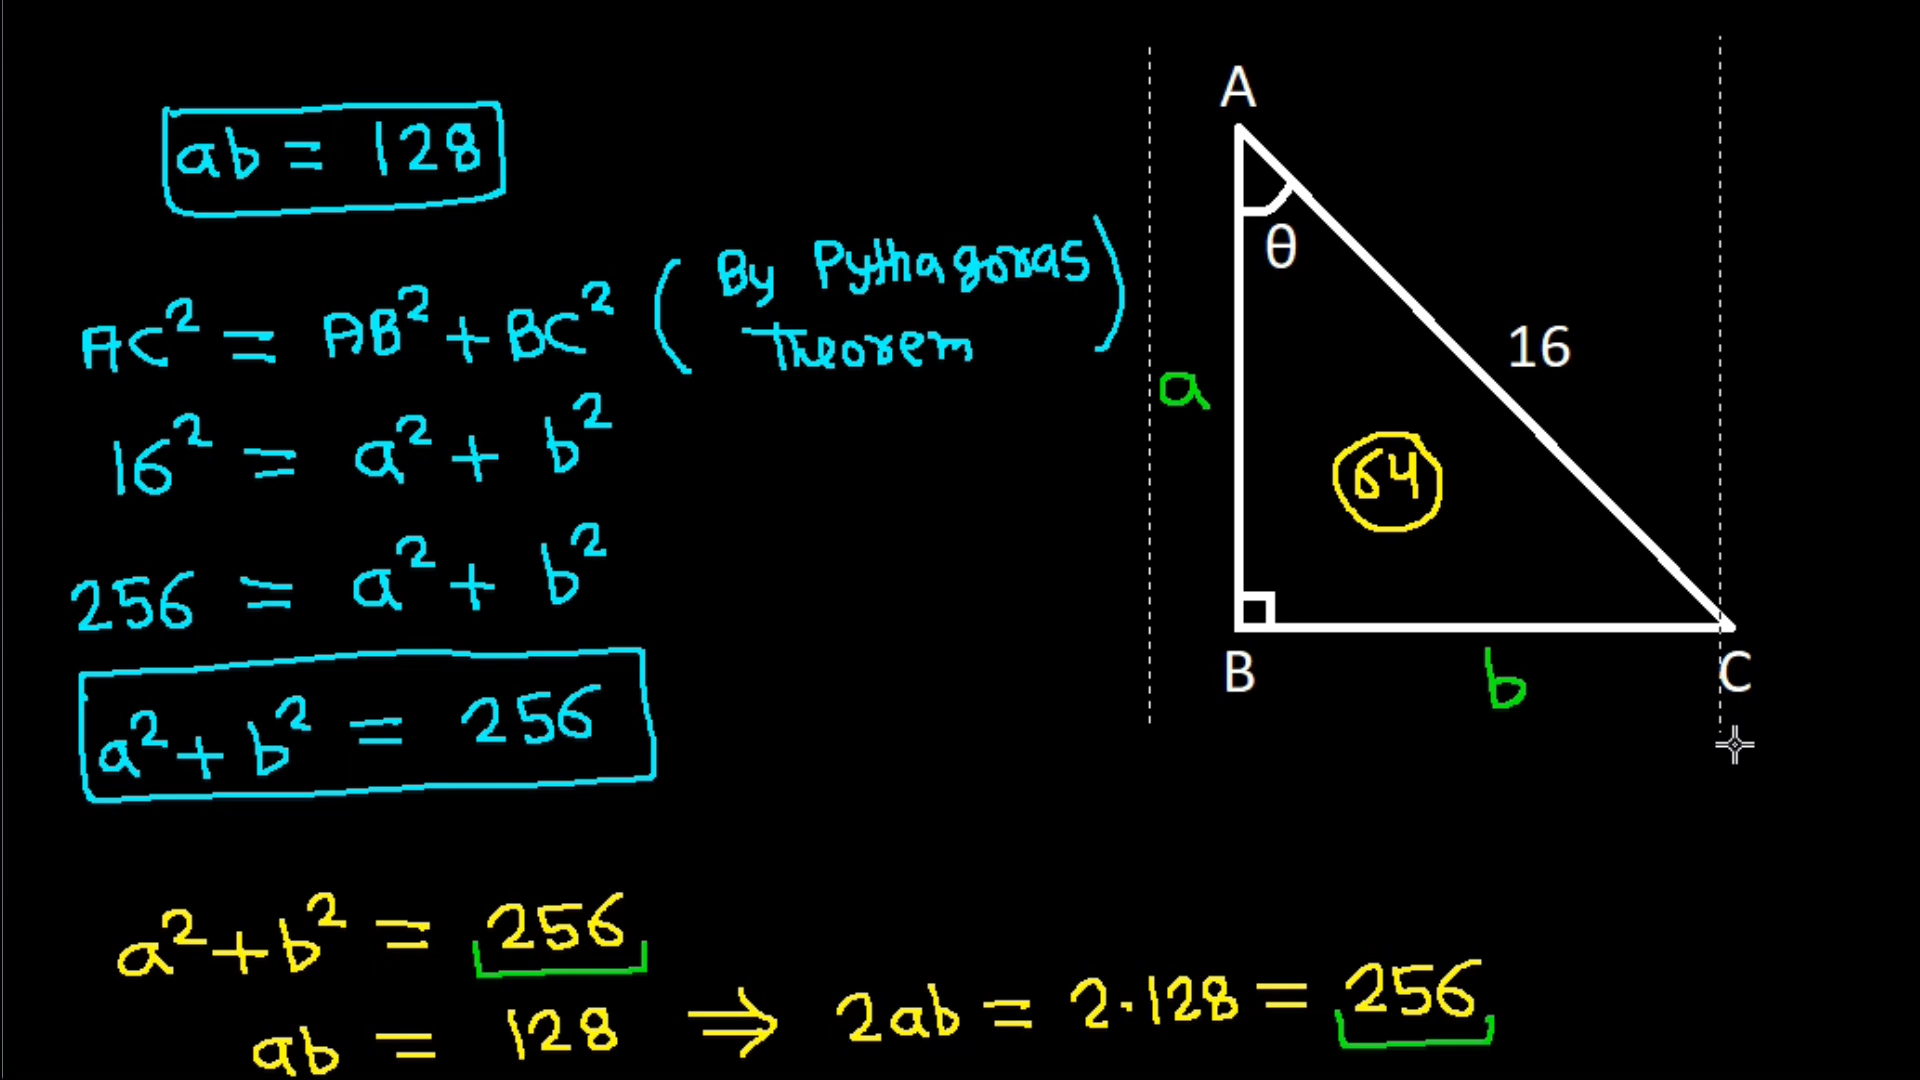 ab = 128
AC² = AB² + BC² (By Pythagoras Theorem)
16² = a² + b²
256 = a² + b²
a² + b² = 256
a² + b² = 256
ab = 128 ⇒ 2ab = 2·128 = 256
A
θ
16
a
64
B
b
C